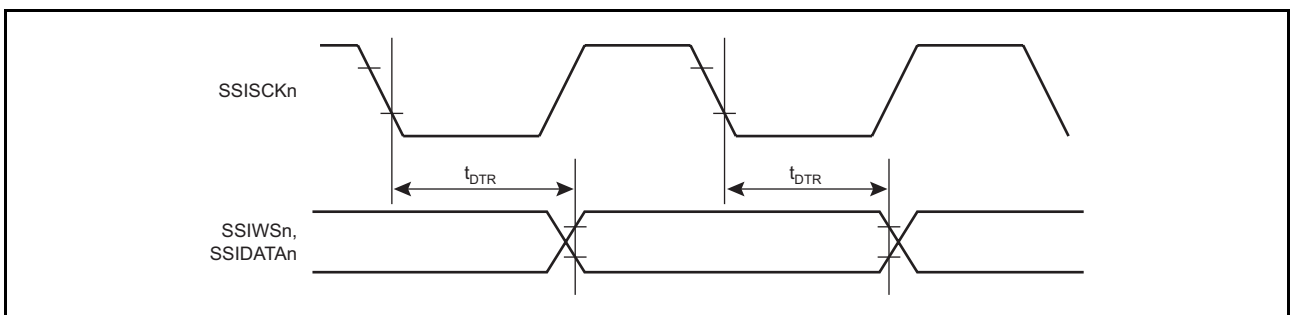 SSISCKn
tDTR
tDTR
SSIWSn,
SSIDATAn